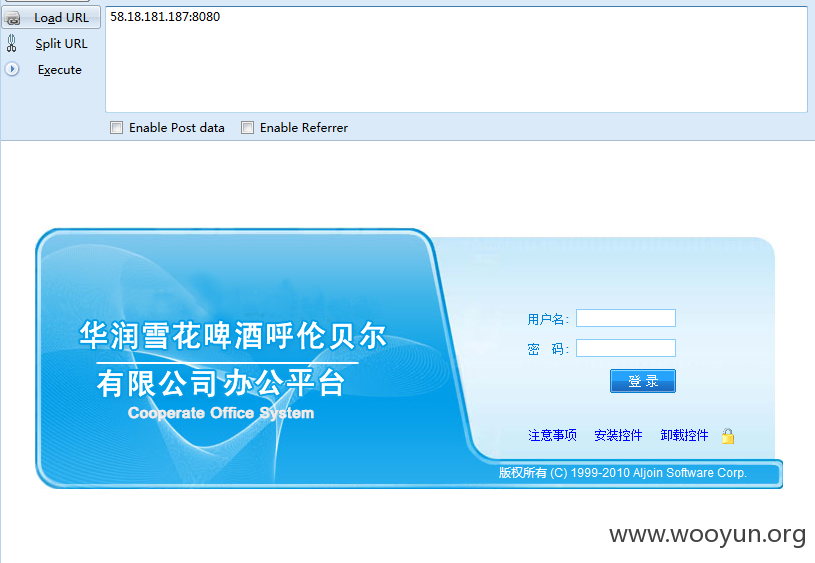 Load URL
58.18.181.187:8080
Split URL
Execute
Enable Post data
Enable Referrer
华润雪花啤酒呼伦贝尔
有限公司办公平台
Cooperate Office System
用户名：
密 码：
登 录
注意事项 安装控件 卸载控件
版权所有 (C) 1999-2010 Aljoin Software Corp.
www.wooyun.org